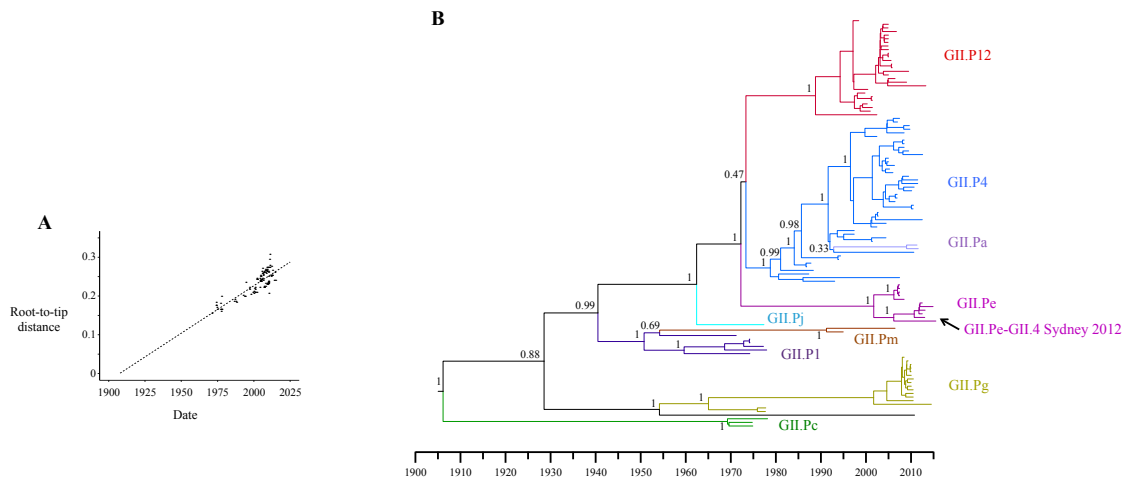 A
0.3
0.2
Root-to-tip
distance
0.1
0
1900 1925 1950 1975 2000 2025
Date
B
GII.P12
1
1
0.47
1
GII.P4
1
0.98
GII.Pa
0.33
0.99
1
1
1
GII.Pe
1
GII.Pe-GII.4 Sydney 2012
1
GII.Pj
0.99
0.69
GII.Pm
1
1
1
GII.P1
0.88
1
GII.Pg
1
1
GII.Pc
1
1900 1910 1920 1930 1940 1950 1960 1970 1980 1990 2000 2010